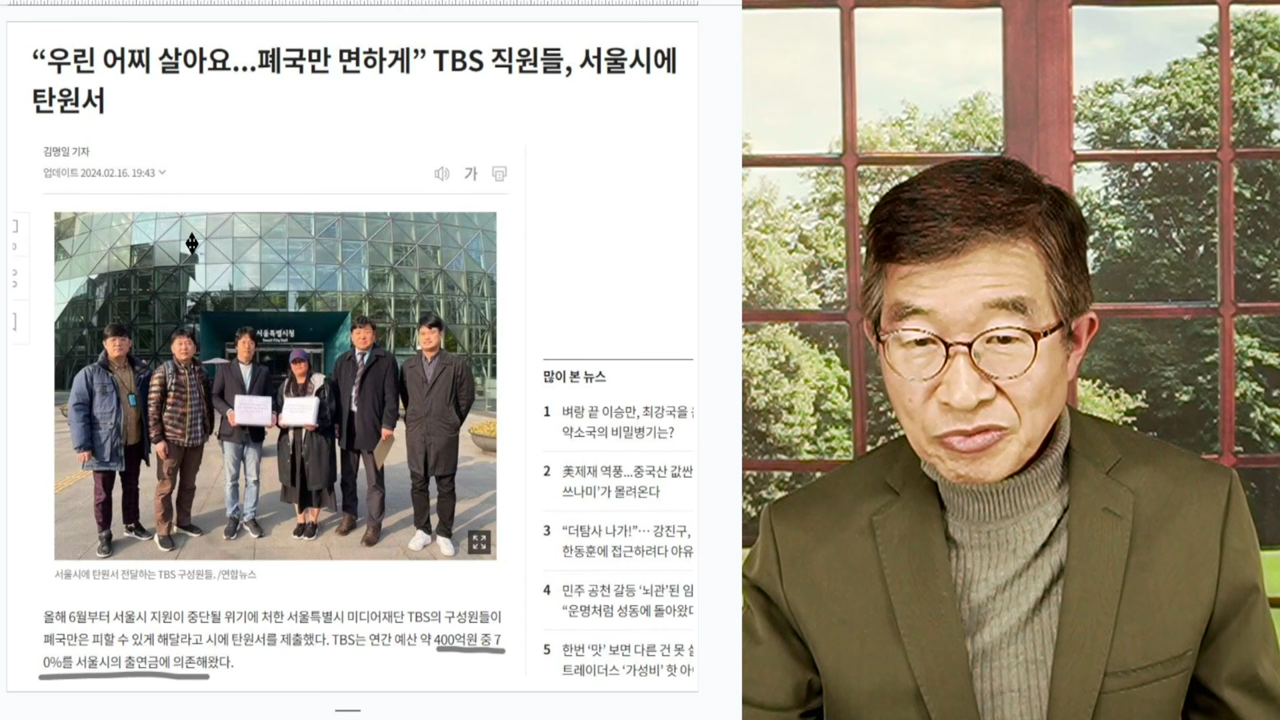 “우린 어찌 살아요...폐국만 면하게” TBS 직원들, 서울시에
탄원서
김명일 기자
업데이트 2024.02.16. 19:43
가
서울특별시청
서울시에 탄원서 전달하는 TBS 구성원들. /연합뉴스
올해 6월부터 서울시 지원이 중단될 위기에 처한 서울특별시 미디어재단 TBS의 구성원들이
폐국만은 피할 수 있게 해달라고 시에 탄원서를 제출했다. TBS는 연간 예산 약 400억원 중 7
0%를 서울시의 출연금에 의존해왔다.
많이 본 뉴스
1 벼랑 끝 이승만, 최강국을
약소국의 비밀병기는?
2 美제재 역풍...중국산 값싼
쓰나미’가 몰려온다
3 “더탐사 나가!”… 강진구,
한동훈에 접근하려다 야유
4 민주 공천 갈등 ‘뇌관’된 임
“운명처럼 성동에 돌아왔다
5 한번 ‘맛’ 보면 다른 건 못
트레이더스 ‘가성비’ 핫